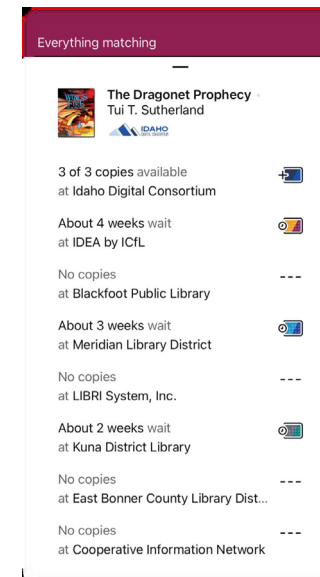 Everything matching
The Dragonet Prophecy
Tui T. Sutherland
IDAHO
3 of 3 copies available
at Idaho Digital Consortium
About 4 weeks wait
at IDEA by ICfL
No copies
at Blackfoot Public Library
---
About 3 weeks wait
at Meridian Library District
No copies
at LIBRI System, Inc.
---
About 2 weeks wait
at Kuna District Library
No copies
at East Bonner County Library Dist...
---
No copies
at Cooperative Information Network
---